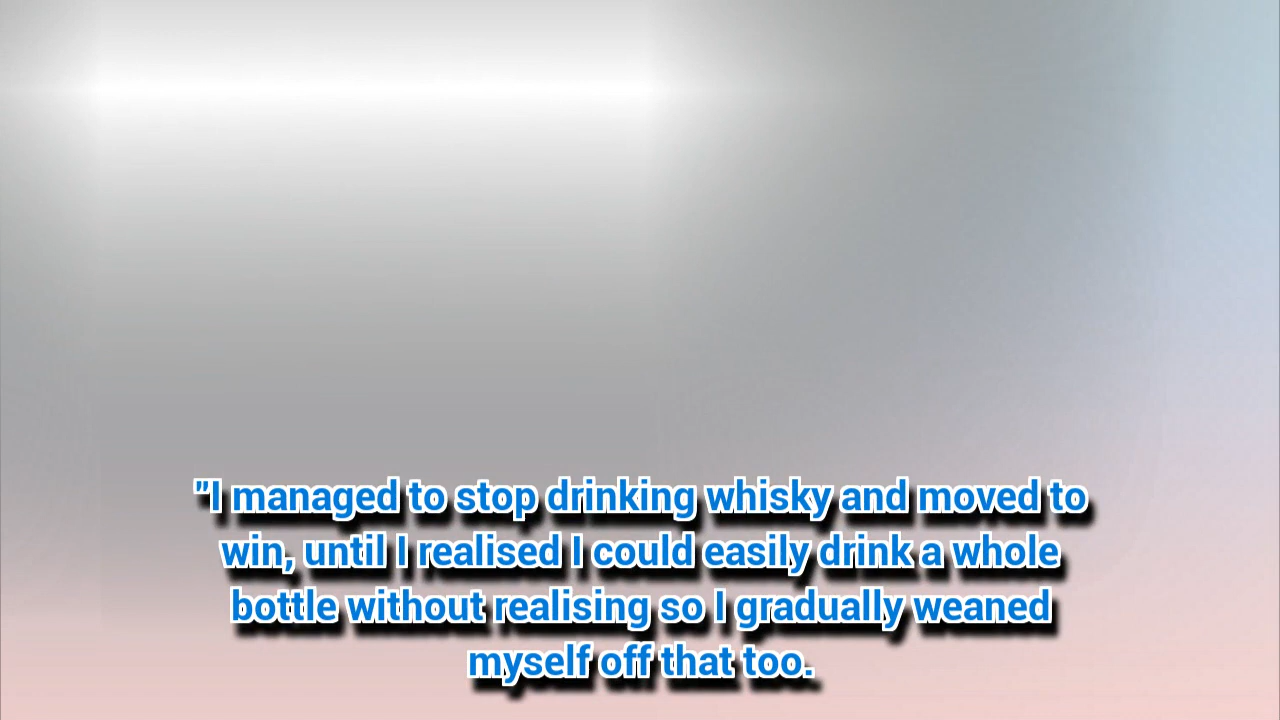 "I managed to stop drinking whisky and moved to
win, until I realised I could easily drink a whole
bottle without realising so I gradually weaned
myself off that too.